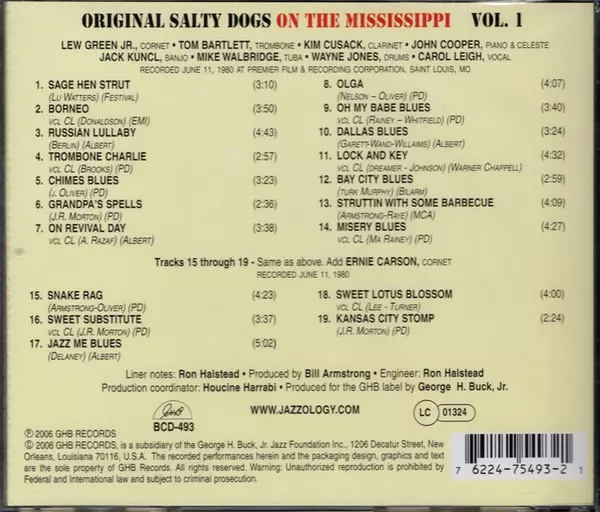 ORIGINAL SALTY DOGS ON THE MISSISSIPPI VOL. 1
LEW GREEN JR., CORNET • TOM BARTLETT, TROMBONE • KIM CUSACK, CLARINET • JOHN COOPER, PIANO & CELESTE
JACK KUNCL, BANJO • MIKE WALBRIDGE, TUBA • WAYNE JONES, DRUMS • CAROL LEIGH, VOCAL
RECORDED JUNE 11, 1980 AT PREMIER FILM & RECORDING CORPORATION, SAINT LOUIS, MO
1. SAGE HEN STRUT (3:10)
(LU WATTERS) (FESTIVAL)
2. BORNEO (3:50)
VCL CL (DONALDSON) (EMI)
3. RUSSIAN LULLABY (4:43)
(BERLIN) (ALBERT)
4. TROMBONE CHARLIE (2:57)
VCL CL (BROOKS) (PD)
5. CHIMES BLUES (3:23)
(J. OLIVER) (PD)
6. GRANDPA'S SPELLS (2:36)
(J.R. MORTON) (PD)
7. ON REVIVAL DAY (3:38)
VCL CL (A. RAZAF) (ALBERT)
8. OLGA (4:07)
(NELSON – OLIVER) (PD)
9. OH MY BABE BLUES (3:40)
VCL CL (RAINEY – WHITFIELD) (PD)
10. DALLAS BLUES (3:24)
(GARETT-WAND-WILLAIMS) (ALBERT)
11. LOCK AND KEY (4:32)
VCL CL (DREAMER - JOHNSON) (WARNER CHAPPELL)
12. BAY CITY BLUES (2:59)
(TURK MURPHY) (BILARM)
13. STRUTTIN WITH SOME BARBECUE (4:09)
(ARMSTRONG-RAYE) (MCA)
14. MISERY BLUES (4:27)
VCL CL (MA RAINEY) (PD)
Tracks 15 through 19 - Same as above. Add ERNIE CARSON, CORNET
RECORDED JUNE 11, 1980
15. SNAKE RAG (4:23)
(ARMSTRONG-OLIVER) (PD)
16. SWEET SUBSTITUTE (3:37)
VCL CL (J.R. MORTON) (PD)
17. JAZZ ME BLUES (5:02)
(DELANEY) (ALBERT)
18. SWEET LOTUS BLOSSOM (4:00)
VCL CL (LEE - TURNER)
19. KANSAS CITY STOMP (2:24)
(J.R. MORTON) (PD)
Liner notes: Ron Halstead • Produced by Bill Armstrong • Engineer: Ron Halstead
Production coordinator: Houcine Harrabi • Produced for the GHB label by George H. Buck, Jr.
GHB
BCD-493
WWW.JAZZOLOGY.COM
LC 01324
℗ 2006 GHB RECORDS
© 2006 GHB RECORDS, is a subsidiary of the George H. Buck, Jr. Jazz Foundation Inc., 1206 Decatur Street, New
Orleans, Louisiana 70116, U.S.A. The recorded performances herein and the packaging design, photographs and text
are the sole property of GHB Records. All rights reserved. Warning: Unauthorized reproduction is prohibited by
Federal and International law and subject to criminal prosecution.
7 62247-54932 1